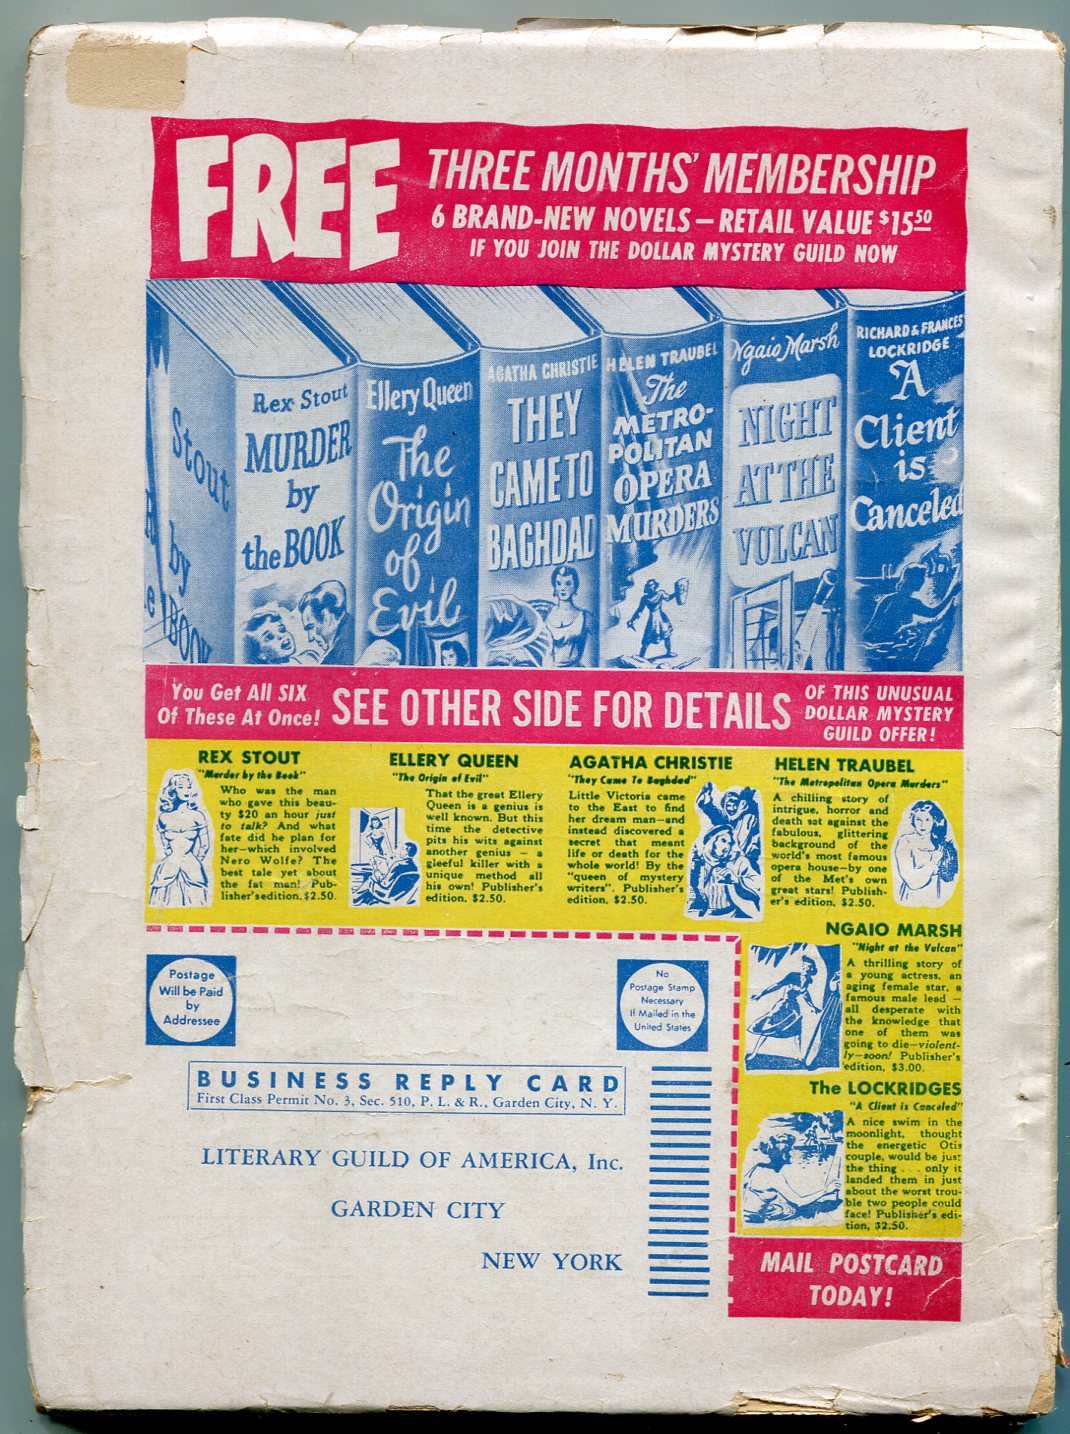 FREE
THREE MONTHS' MEMBERSHIP
6 BRAND-NEW NOVELS — RETAIL VALUE $15.50
IF YOU JOIN THE DOLLAR MYSTERY GUILD NOW
Stout
by
BOOK
Rex Stout
MURDER
by
the BOOK
Ellery Queen
The
Origin
of
Evil
AGATHA CHRISTIE
THEY
CAME TO
BAGHDAD
HELEN TRAUBEL
The
METRO-
POLITAN
OPERA
MURDERS
Ngaio Marsh
NIGHT
AT THE
VULCAN
RICHARD & FRANCES
LOCKRIDGE
A
Client
is
Canceled
You Get All SIX
Of These At Once!
SEE OTHER SIDE FOR DETAILS
OF THIS UNUSUAL
DOLLAR MYSTERY
GUILD OFFER!
REX STOUT
"Murder by the Book"
Who was the man
who gave this beau-
ty $20 an hour just
to talk? And what
fate did he plan for
her—which involved
Nero Wolfe? The
best tale yet about
the fat man! Pub-
lisher's edition, $2.50.
ELLERY QUEEN
"The Origin of Evil"
That the great Ellery
Queen is a genius is
well known. But this
time the detective
pits his wits against
another genius — a
gleeful killer with a
unique method all
his own! Publisher's
edition, $2.50.
AGATHA CHRISTIE
"They Came To Baghdad"
Little Victoria came
to the East to find
her dream man—and
instead discovered a
secret that meant
life or death for the
whole world! By the
"queen of mystery
writers". Publisher's
edition, $2.50.
HELEN TRAUBEL
"The Metropolitan Opera Murders"
A chilling story of
intrigue, horror and
death set against the
fabulous, glittering
background of the
world's most famous
opera house—by one
of the Met's own
great stars! Publish-
er's edition, $2.50.
NGAIO MARSH
"Night at the Vulcan"
A thrilling story of
a young actress, an
aging female star, a
famous male lead —
all desperate with
the knowledge that
one of them was
going to die—violent-
ly—soon! Publisher's
edition, $3.00.
The LOCKRIDGES
"A Client is Canceled"
A nice swim in the
moonlight, thought
the energetic Otis
couple, would be just
the thing . . . only it
landed them in just
about the worst trou-
ble two people could
face! Publisher's edi-
tion, $2.50.
MAIL POSTCARD
TODAY!
Postage
Will be Paid
by
Addressee
No
Postage Stamp
Necessary
If Mailed in the
United States
BUSINESS REPLY CARD
First Class Permit No. 3, Sec. 510, P. L. & R., Garden City, N. Y.
LITERARY GUILD OF AMERICA, Inc.
GARDEN CITY
NEW YORK